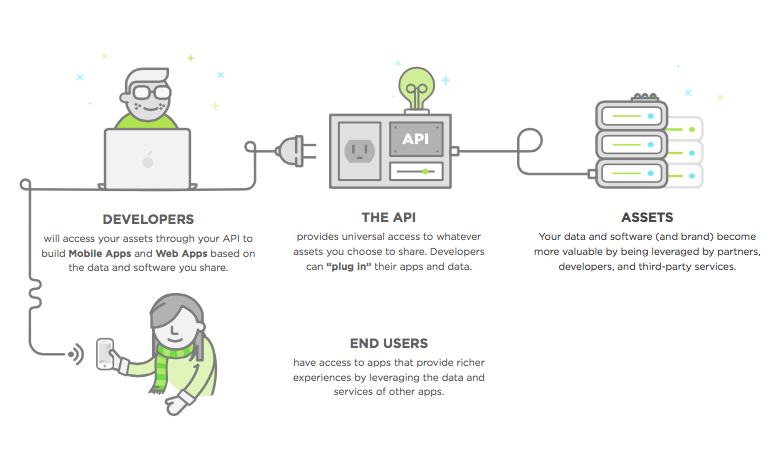 API
DEVELOPERS
will access your assets through your API to
build Mobile Apps and Web Apps based on
the data and software you share.
THE API
provides universal access to whatever
assets you choose to share. Developers
can “plug in” their apps and data.
ASSETS
Your data and software (and brand) become
more valuable by being leveraged by partners,
developers, and third-party services.
END USERS
have access to apps that provide richer
experiences by leveraging the data and
services of other apps.